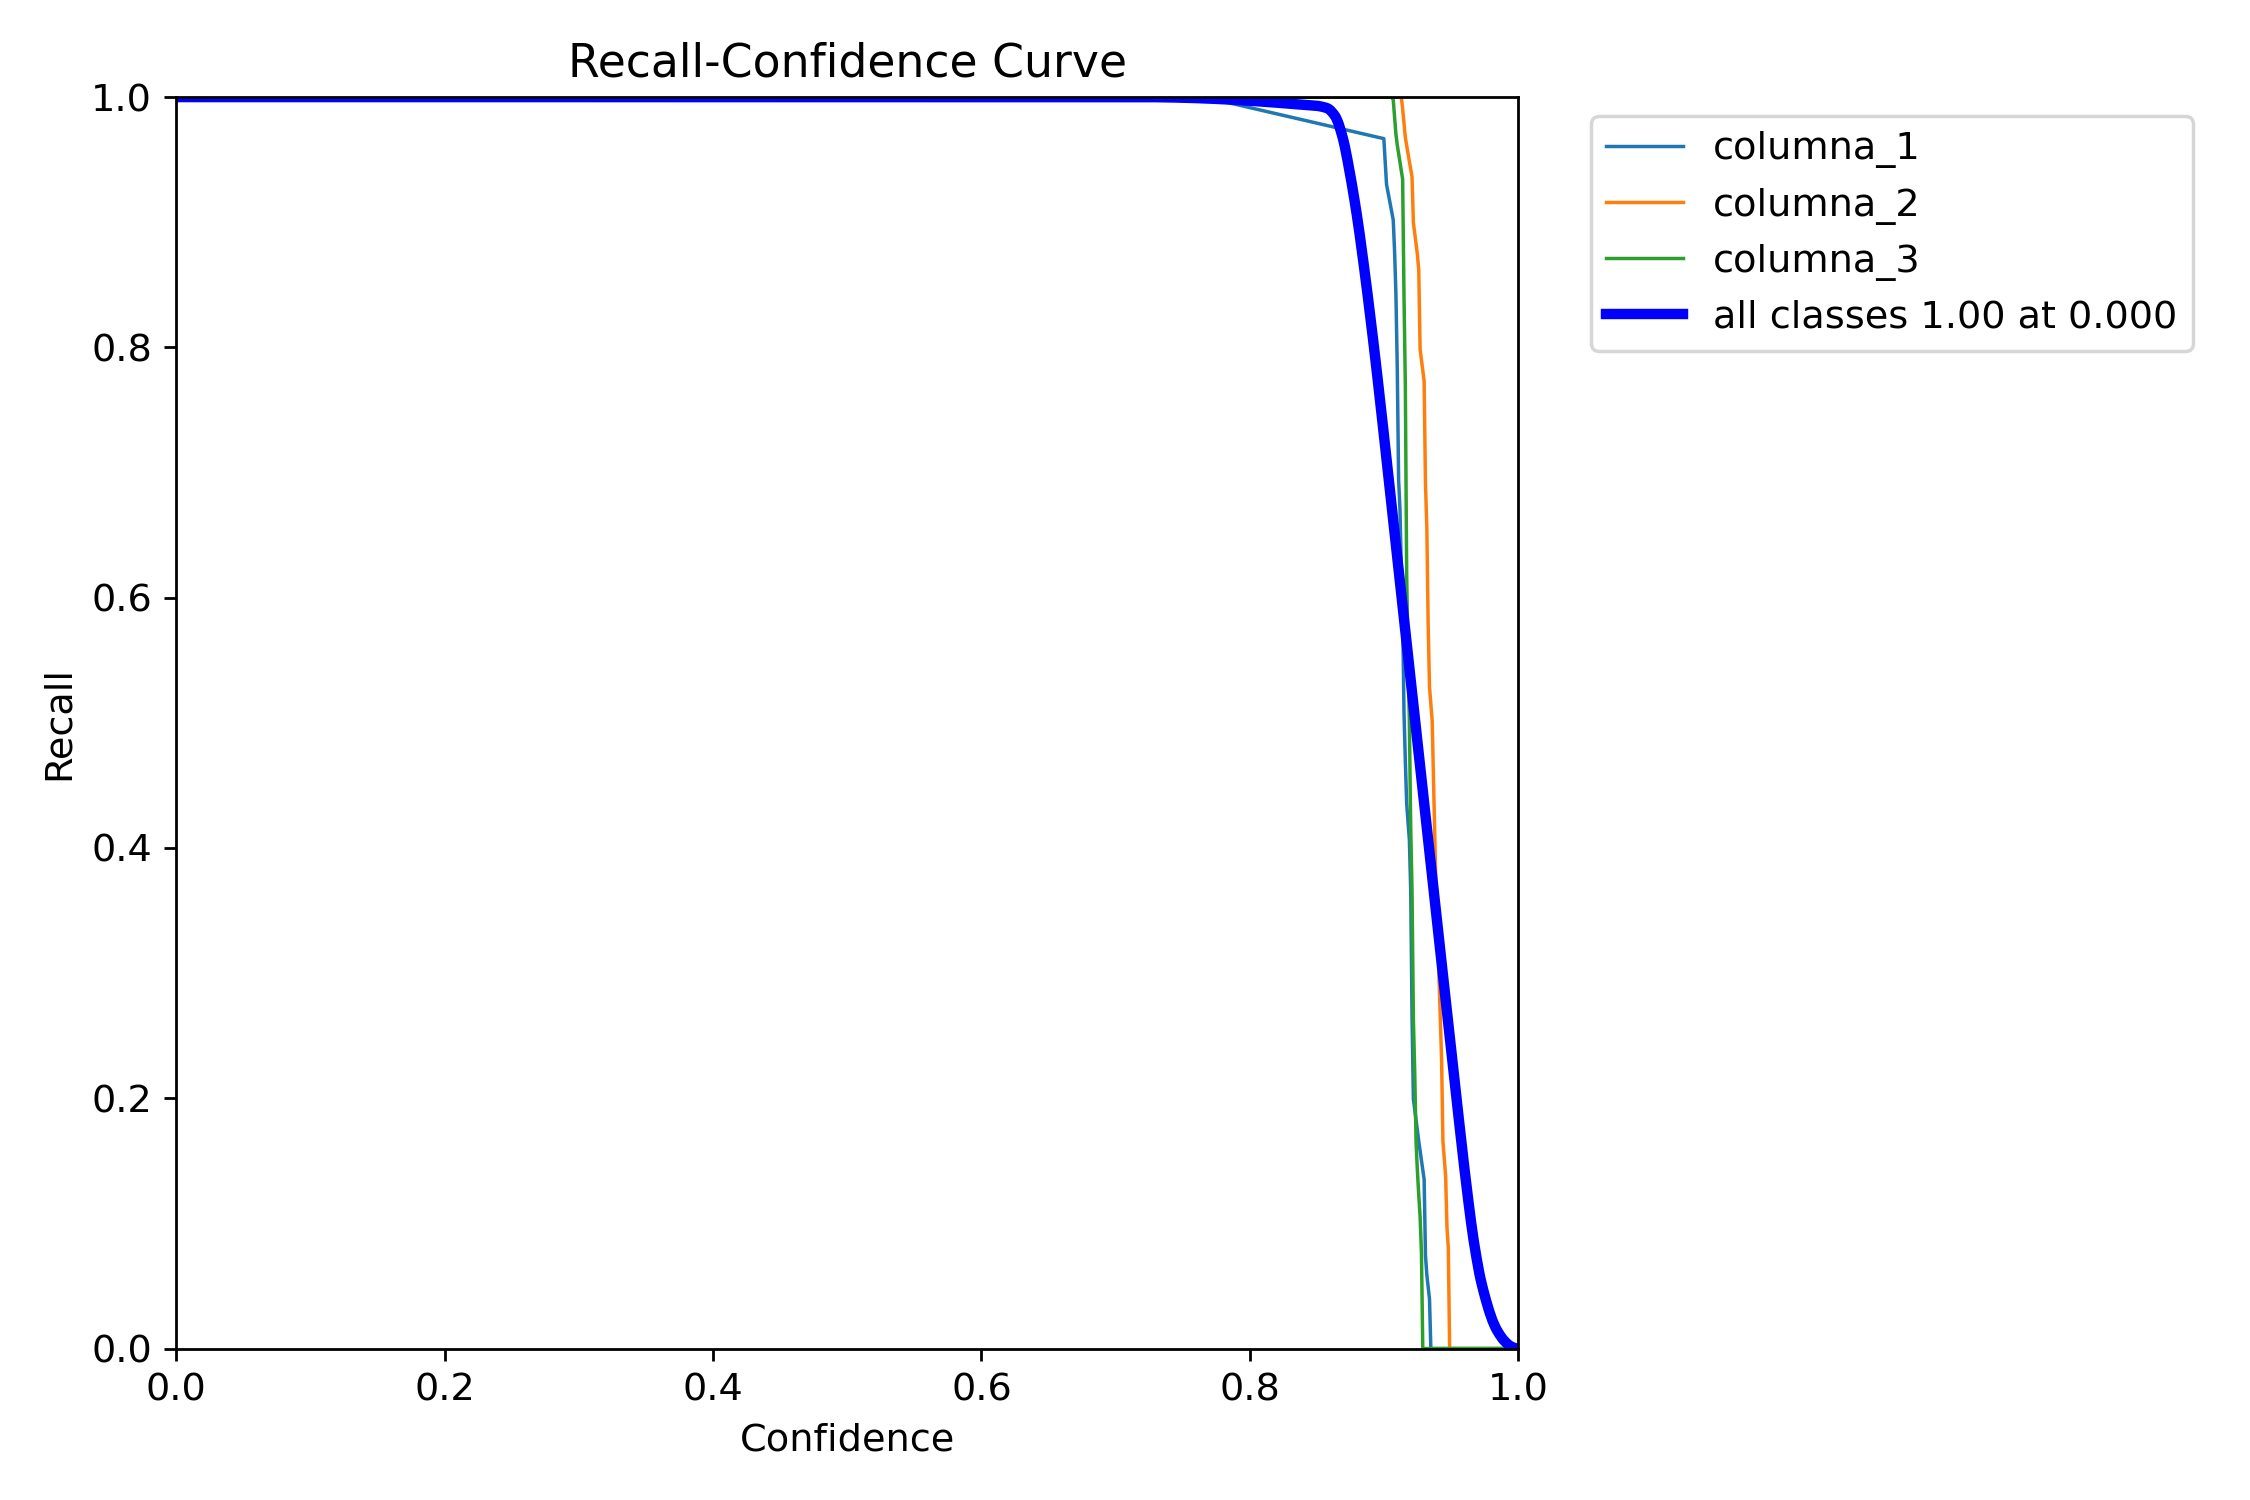 Recall-Confidence Curve
1.0
0.8
0.6
0.4
0.2
0.0
Recall
0.0 0.2 0.4 0.6 0.8 1.0
Confidence
columna_1
columna_2
columna_3
all classes 1.00 at 0.000